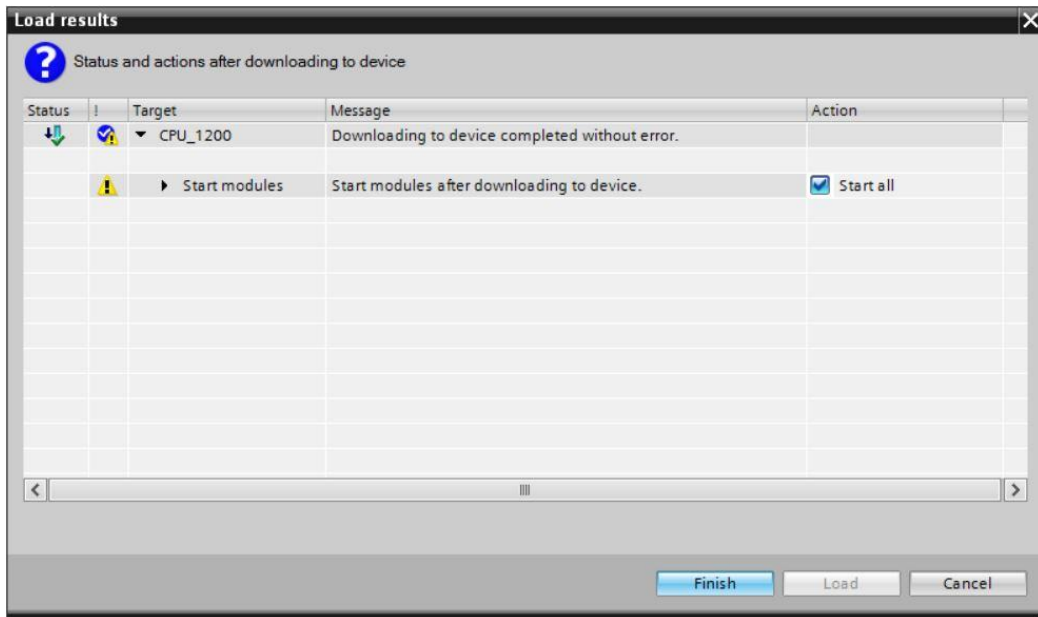 Load results
Status and actions after downloading to device
Status ! Target Message Action
CPU_1200 Downloading to device completed without error.
Start modules Start modules after downloading to device. Start all
Finish Load Cancel